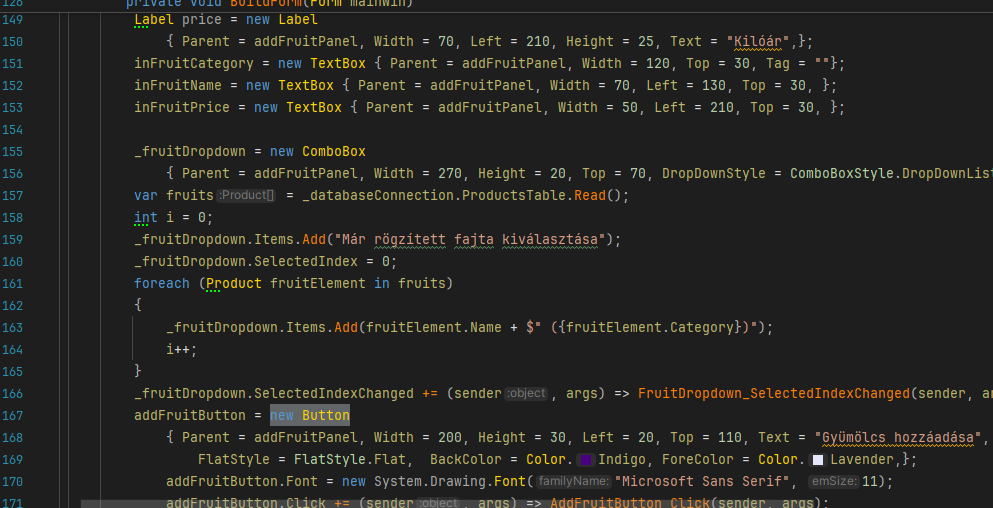 128 private void BuildForm(Form mainWin)
149 Label price = new Label
150 { Parent = addFruitPanel, Width = 70, Left = 210, Height = 25, Text = "Kilóár",};
151 inFruitCategory = new TextBox { Parent = addFruitPanel, Width = 120, Top = 30, Tag = ""};
152 inFruitName = new TextBox { Parent = addFruitPanel, Width = 70, Left = 130, Top = 30, };
153 inFruitPrice = new TextBox { Parent = addFruitPanel, Width = 50, Left = 210, Top = 30, };
154
155 _fruitDropdown = new ComboBox
156 { Parent = addFruitPanel, Width = 270, Height = 20, Top = 70, DropDownStyle = ComboBoxStyle.DropDownList
157 var fruits :Product[] = _databaseConnection.ProductsTable.Read();
158 int i = 0;
159 _fruitDropdown.Items.Add("Már rögzített fajta kiválasztása");
160 _fruitDropdown.SelectedIndex = 0;
161 foreach (Product fruitElement in fruits)
162 {
163 _fruitDropdown.Items.Add(fruitElement.Name + $" ({fruitElement.Category})");
164 i++;
165 }
166 _fruitDropdown.SelectedIndexChanged += (sender :object , args) => FruitDropdown_SelectedIndexChanged(sender, a
167 addFruitButton = new Button
168 { Parent = addFruitPanel, Width = 200, Height = 30, Left = 20, Top = 110, Text = "Gyümölcs hozzáadása",
169 FlatStyle = FlatStyle.Flat, BackColor = Color. Indigo, ForeColor = Color. Lavender,};
170 addFruitButton.Font = new System.Drawing.Font( familyName: "Microsoft Sans Serif", emSize: 11);
171 addFruitButton.Click += (sender :object , args) => AddFruitButton_Click(sender, args);